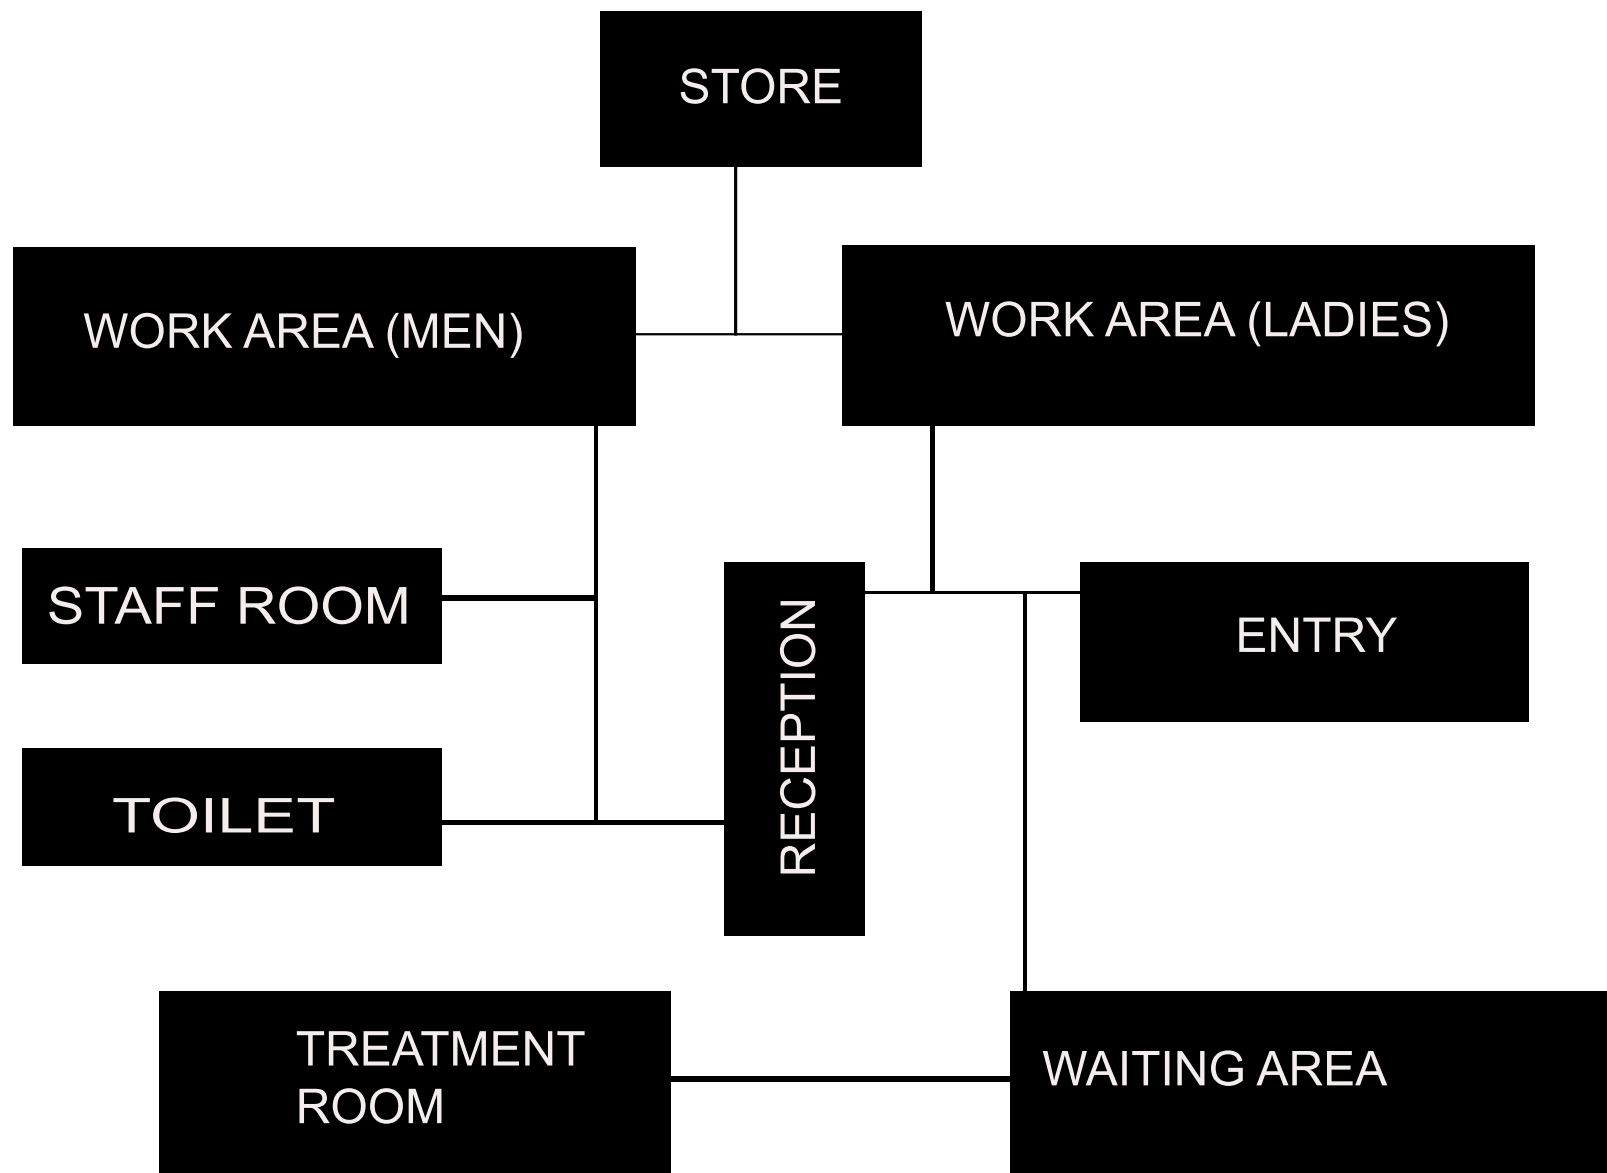 STORE
WORK AREA (MEN)
WORK AREA (LADIES)
STAFF ROOM
RECEPTION
ENTRY
TOILET
TREATMENT
ROOM
WAITING AREA